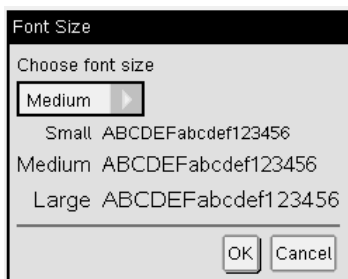 Font Size
Choose font size
Medium
Small ABCDEFabcdef123456
Medium ABCDEFabcdef123456
Large ABCDEFabcdef123456
OK Cancel